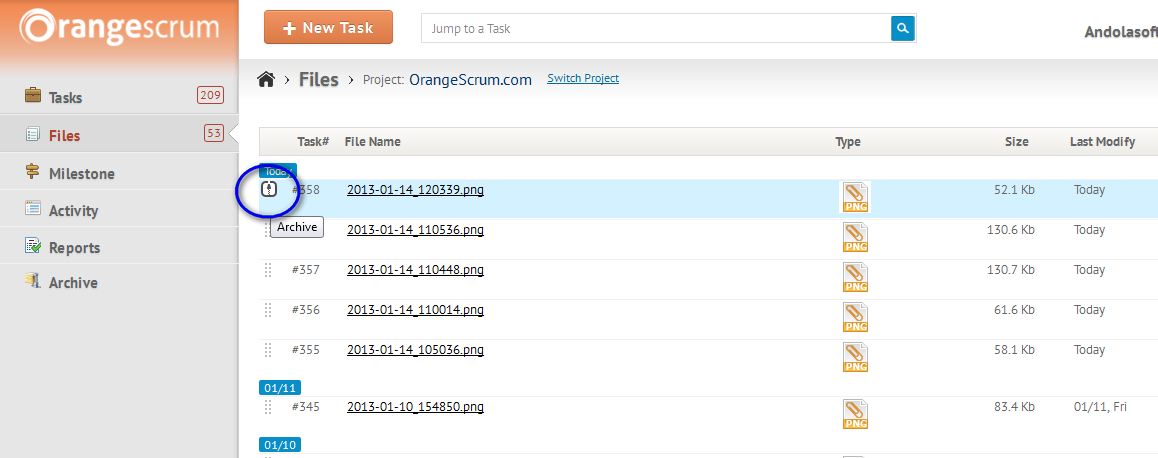 Orangescrum
+ New Task
Jump to a Task
Andolasoft
Files
Project: OrangeScrum.com
Switch Project
Tasks 209
Files 53
Milestone
Activity
Reports
Archive
Task# File Name Type Size Last Modify
Today
#358 2013-01-14_120339.png PNG 52.1 Kb Today
Archive
2013-01-14_110536.png PNG 130.6 Kb Today
#357 2013-01-14_110448.png PNG 130.7 Kb Today
#356 2013-01-14_110014.png PNG 61.6 Kb Today
#355 2013-01-14_105036.png PNG 58.1 Kb Today
01/11
#345 2013-01-10_154850.png PNG 83.4 Kb 01/11, Fri
01/10